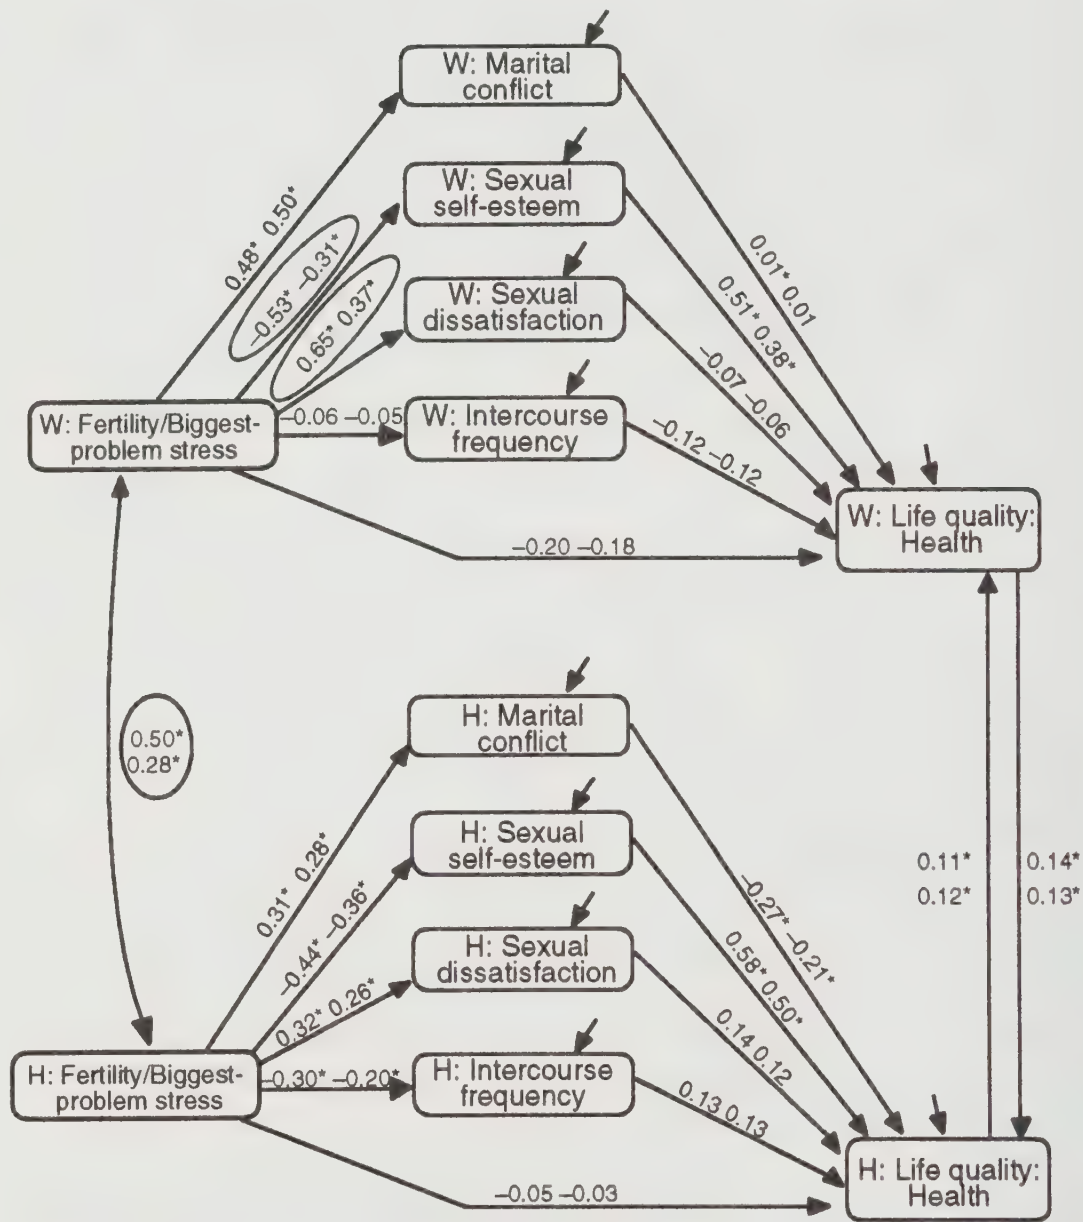 W: Marital
conflict
W: Sexual
self-esteem
W: Sexual
dissatisfaction
W: Intercourse
frequency
W: Fertility/Biggest-
problem stress
W: Life quality:
Health
0.48* 0.50*
−0.53* −0.31*
0.65* 0.37*
−0.06 −0.05
−0.20 −0.18
0.01* 0.01
0.51* 0.38*
−0.07 −0.06
−0.12 −0.12
0.50*
0.28*
H: Marital
conflict
H: Sexual
self-esteem
H: Sexual
dissatisfaction
H: Intercourse
frequency
H: Fertility/Biggest-
problem stress
H: Life quality:
Health
0.31* 0.28*
−0.44* −0.36*
0.32* 0.26*
−0.30* −0.20*
−0.05 −0.03
−0.27* −0.21*
0.58* 0.50*
0.14 0.12
0.13 0.13
0.11*
0.12*
0.14*
0.13*